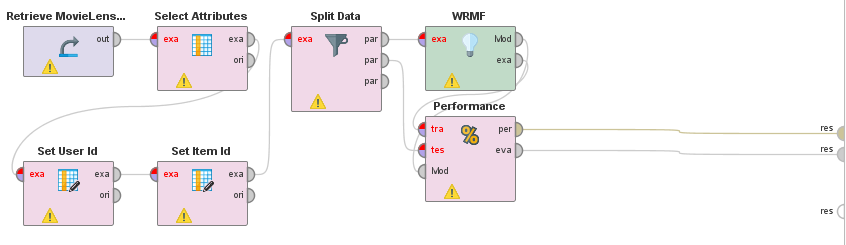 Retrieve MovieLens...
Select Attributes
Split Data
WRMF
out
exa
exa
ori
exa
par
par
par
exa
Mod
exa
Performance
tra
per
tes
eva
Mod
res
res
res
Set User Id
Set Item Id
exa
exa
ori
exa
exa
ori